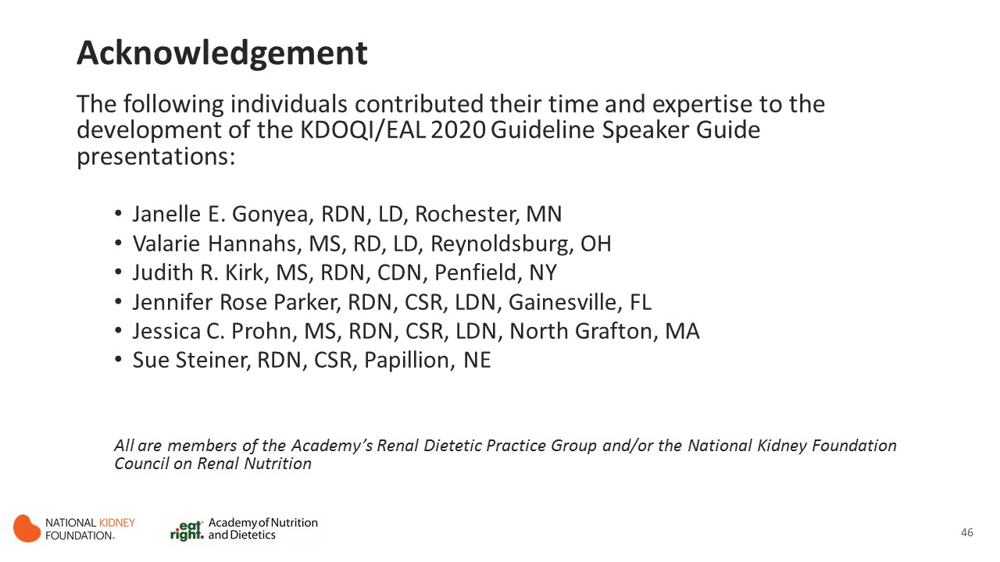 Acknowledgement
The following individuals contributed their time and expertise to the
development of the KDOQI/EAL 2020 Guideline Speaker Guide
presentations:
• Janelle E. Gonyea, RDN, LD, Rochester, MN
• Valarie Hannahs, MS, RD, LD, Reynoldsburg, OH
• Judith R. Kirk, MS, RDN, CDN, Penfield, NY
• Jennifer Rose Parker, RDN, CSR, LDN, Gainesville, FL
• Jessica C. Prohn, MS, RDN, CSR, LDN, North Grafton, MA
• Sue Steiner, RDN, CSR, Papillion, NE
All are members of the Academy’s Renal Dietetic Practice Group and/or the National Kidney Foundation
Council on Renal Nutrition
NATIONAL KIDNEY
FOUNDATION®
eat®
right.
Academy of Nutrition
and Dietetics
46